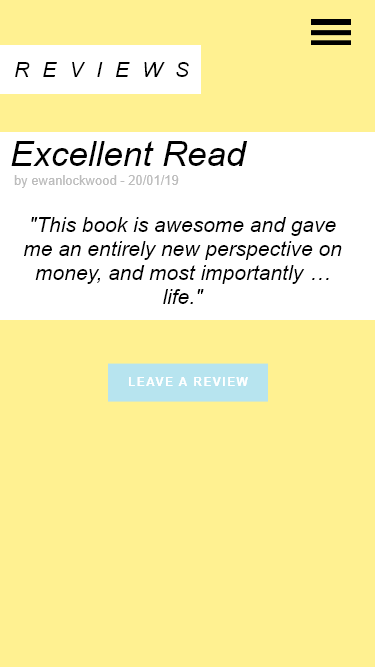 REVIEWS
Excellent Read
by ewanlockwood - 20/01/19
"This book is awesome and gave
me an entirely new perspective on
money, and most importantly …
life."
LEAVE A REVIEW